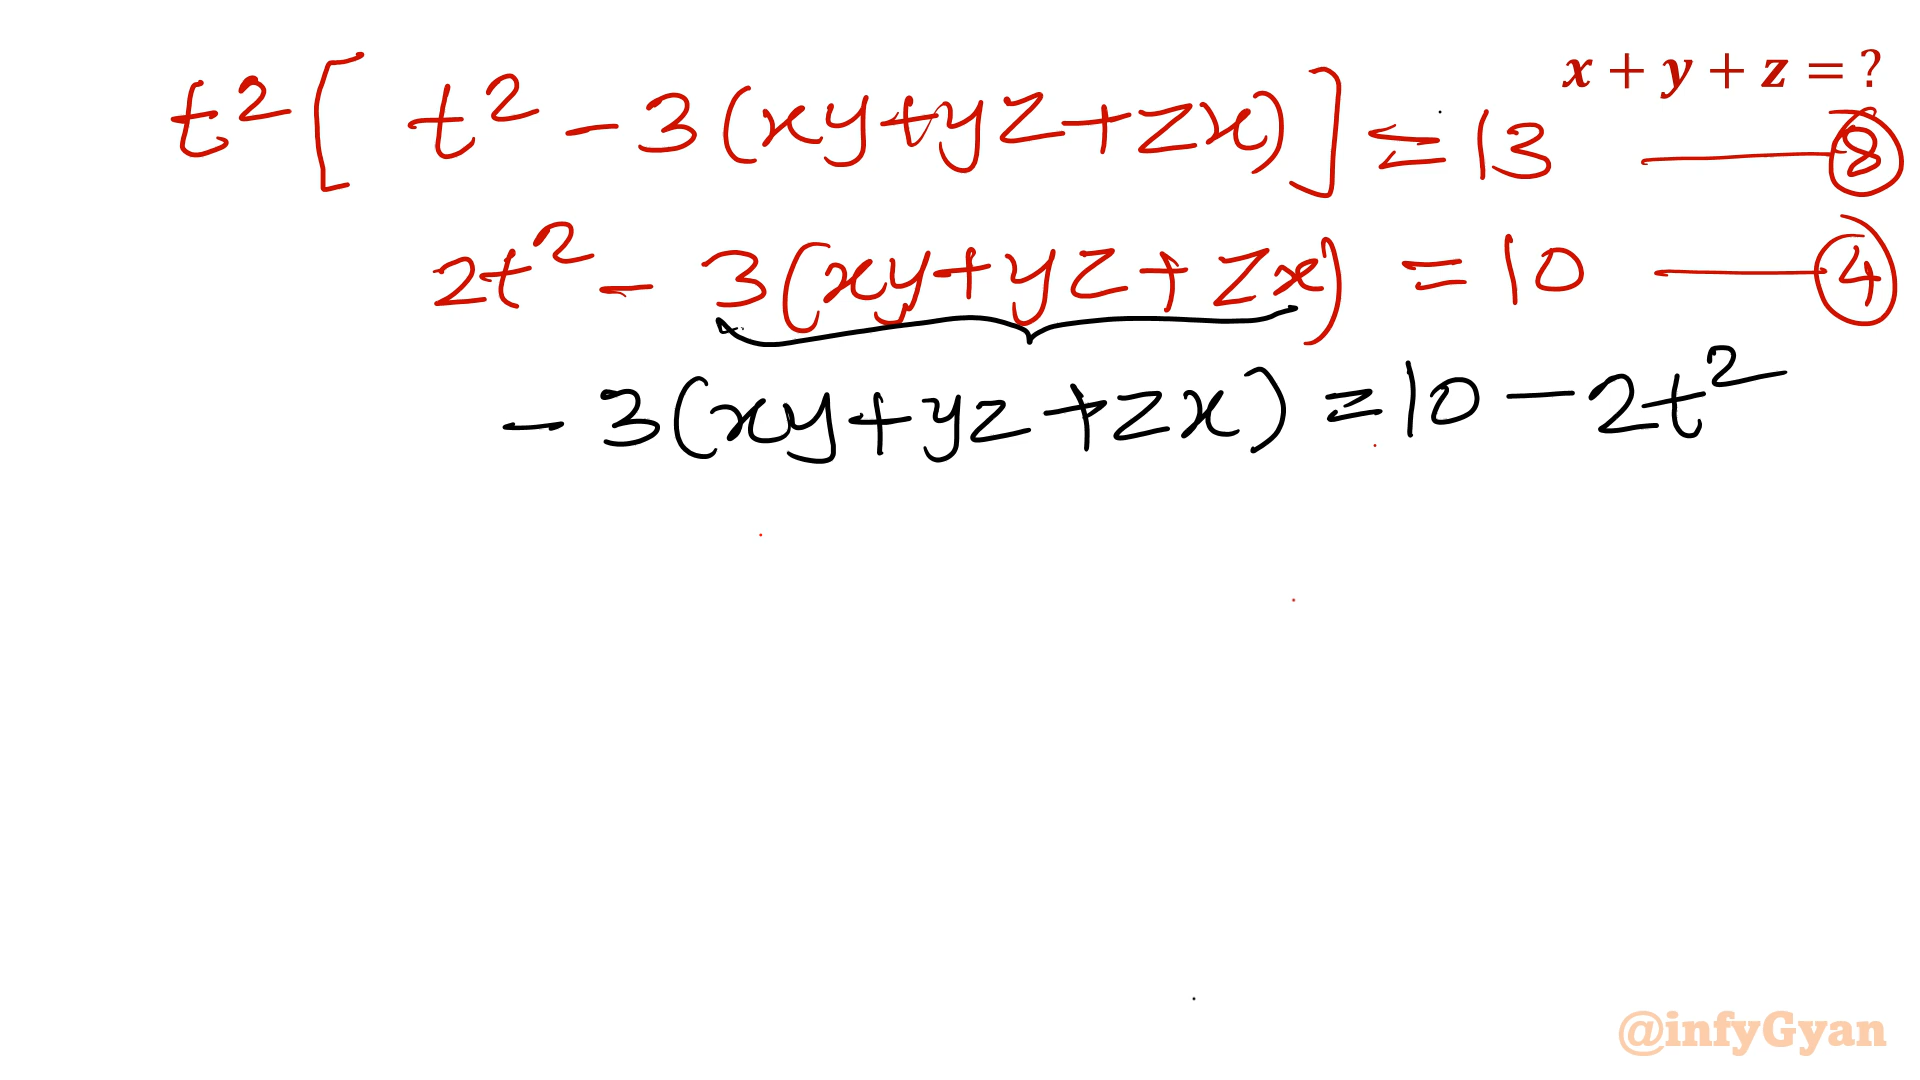 x + y + z = ?
t² [ t² - 3(xy+yz+zx) ] = 13 ——— ⑧
2t² - 3(xy+yz+zx) = 10 ——— ④
- 3(xy+yz+zx) = 10 - 2t²
@infyGyan